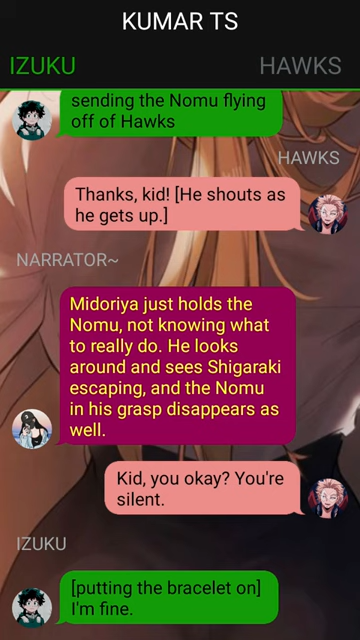 KUMAR TS
IZUKU
HAWKS
sending the Nomu flying
off of Hawks
HAWKS
Thanks, kid! [He shouts as
he gets up.]
NARRATOR~
Midoriya just holds the
Nomu, not knowing what
to really do. He looks
around and sees Shigaraki
escaping, and the Nomu
in his grasp disappears as
well.
Kid, you okay? You're
silent.
IZUKU
[putting the bracelet on]
I'm fine.